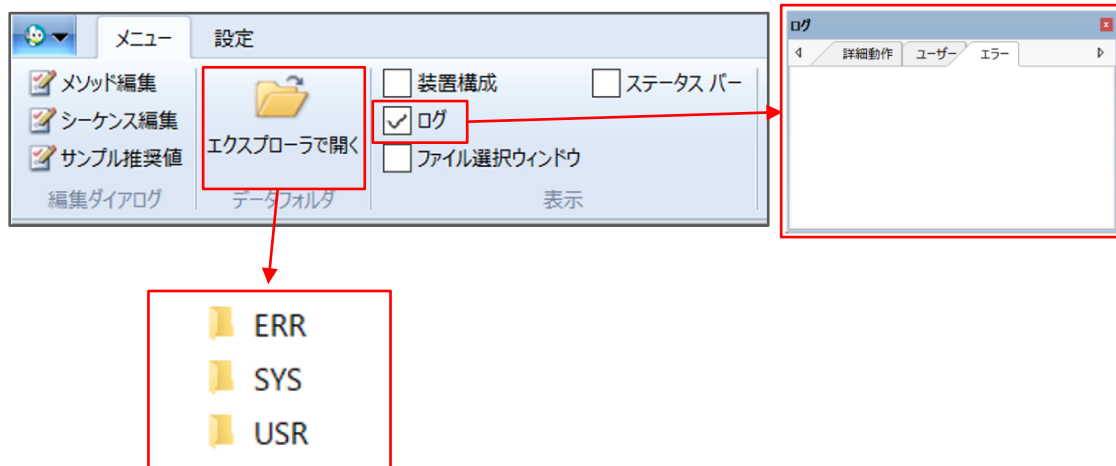 メニュー
設定
メソッド編集
シーケンス編集
サンプル推奨値
編集ダイアログ
エクスプローラで開く
データフォルダ
装置構成
ステータス バー
ログ
ファイル選択ウィンドウ
表示
ログ
詳細動作
ユーザー
エラー
ERR
SYS
USR